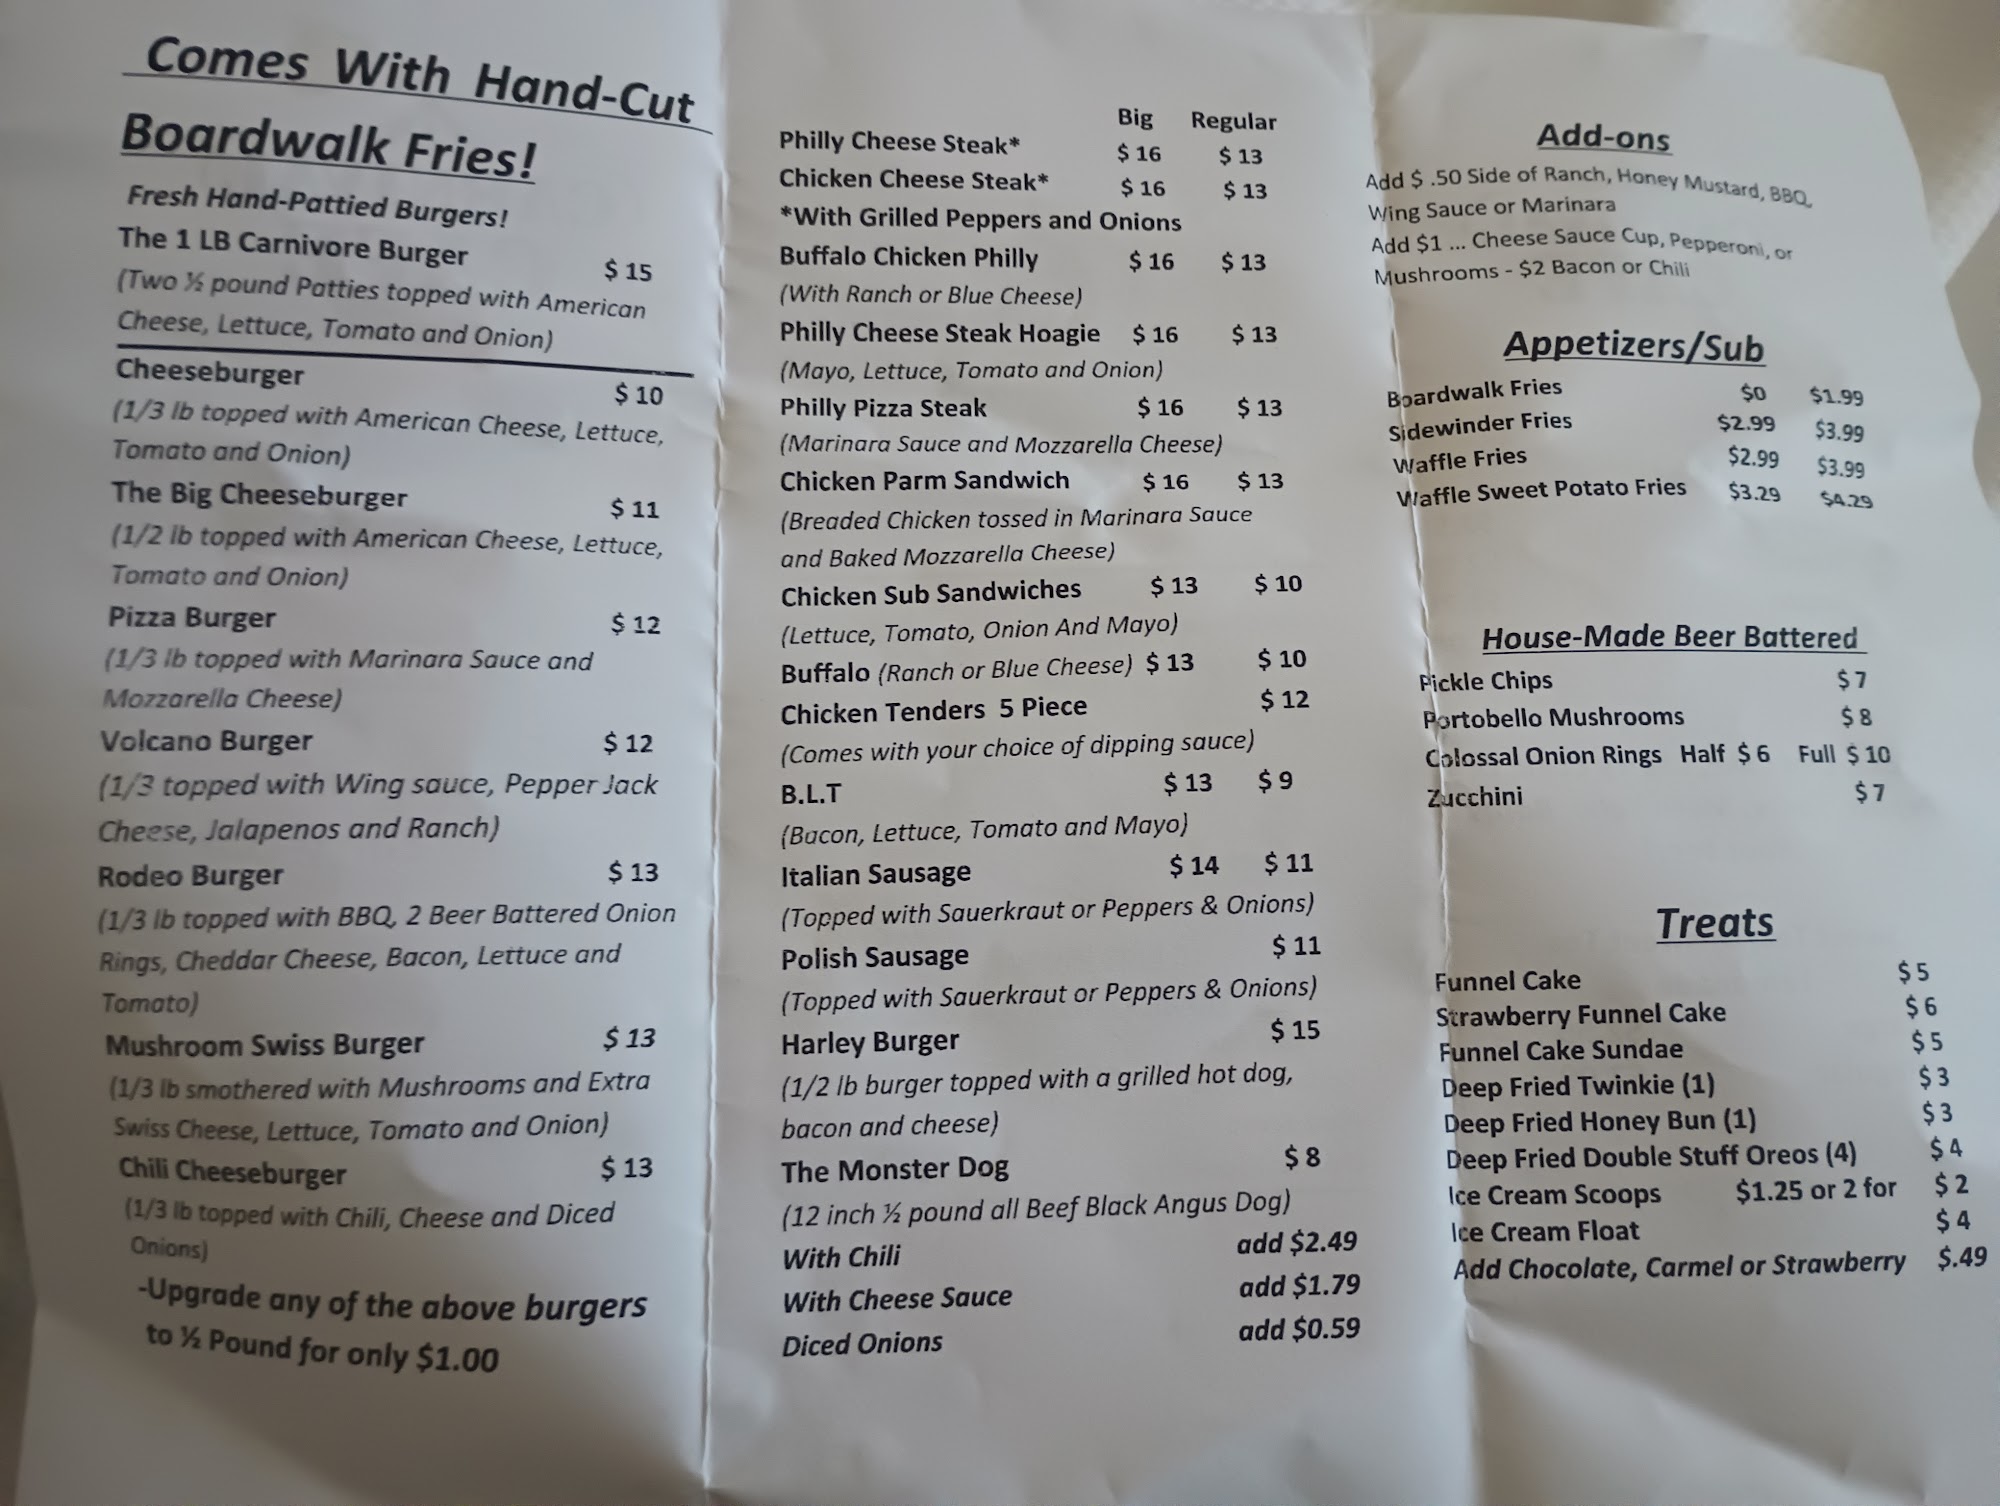 Comes With Hand-Cut
Boardwalk Fries!
Fresh Hand-Pattied Burgers!
The 1 LB Carnivore Burger $ 15
(Two ½ pound Patties topped with American
Cheese, Lettuce, Tomato and Onion)
Cheeseburger $ 10
(1/3 lb topped with American Cheese, Lettuce,
Tomato and Onion)
The Big Cheeseburger $ 11
(1/2 lb topped with American Cheese, Lettuce,
Tomato and Onion)
Pizza Burger $ 12
(1/3 lb topped with Marinara Sauce and
Mozzarella Cheese)
Volcano Burger $ 12
(1/3 topped with Wing sauce, Pepper Jack
Cheese, Jalapenos and Ranch)
Rodeo Burger $ 13
(1/3 lb topped with BBQ, 2 Beer Battered Onion
Rings, Cheddar Cheese, Bacon, Lettuce and
Tomato)
Mushroom Swiss Burger $ 13
(1/3 lb smothered with Mushrooms and Extra
Swiss Cheese, Lettuce, Tomato and Onion)
Chili Cheeseburger $ 13
(1/3 lb topped with Chili, Cheese and Diced
Onions)
-Upgrade any of the above burgers
to ½ Pound for only $1.00
Big Regular
Philly Cheese Steak* $ 16 $ 13
Chicken Cheese Steak* $ 16 $ 13
*With Grilled Peppers and Onions
Buffalo Chicken Philly $ 16 $ 13
(With Ranch or Blue Cheese)
Philly Cheese Steak Hoagie $ 16 $ 13
(Mayo, Lettuce, Tomato and Onion)
Philly Pizza Steak $ 16 $ 13
(Marinara Sauce and Mozzarella Cheese)
Chicken Parm Sandwich $ 16 $ 13
(Breaded Chicken tossed in Marinara Sauce
and Baked Mozzarella Cheese)
Chicken Sub Sandwiches $ 13 $ 10
(Lettuce, Tomato, Onion And Mayo)
Buffalo (Ranch or Blue Cheese) $ 13 $ 10
Chicken Tenders 5 Piece $ 12
(Comes with your choice of dipping sauce)
B.L.T $ 13 $ 9
(Bacon, Lettuce, Tomato and Mayo)
Italian Sausage $ 14 $ 11
(Topped with Sauerkraut or Peppers & Onions)
Polish Sausage $ 11
(Topped with Sauerkraut or Peppers & Onions)
Harley Burger $ 15
(1/2 lb burger topped with a grilled hot dog,
bacon and cheese)
The Monster Dog $ 8
(12 inch ½ pound all Beef Black Angus Dog)
With Chili add $2.49
With Cheese Sauce add $1.79
Diced Onions add $0.59
Add-ons
Add $ .50 Side of Ranch, Honey Mustard, BBQ,
Wing Sauce or Marinara
Add $1 ... Cheese Sauce Cup, Pepperoni, or
Mushrooms - $2 Bacon or Chili
Appetizers/Sub
Boardwalk Fries $0 $1.99
Sidewinder Fries $2.99 $3.99
Waffle Fries $2.99 $3.99
Waffle Sweet Potato Fries $3.29 $4.29
House-Made Beer Battered
Pickle Chips $ 7
Portobello Mushrooms $ 8
Colossal Onion Rings Half $ 6 Full $ 10
Zucchini $ 7
Treats
Funnel Cake $ 5
Strawberry Funnel Cake $ 6
Funnel Cake Sundae $ 5
Deep Fried Twinkie (1) $ 3
Deep Fried Honey Bun (1) $ 3
Deep Fried Double Stuff Oreos (4) $ 4
Ice Cream Scoops $1.25 or 2 for $ 2
Ice Cream Float $ 4
Add Chocolate, Carmel or Strawberry $.49